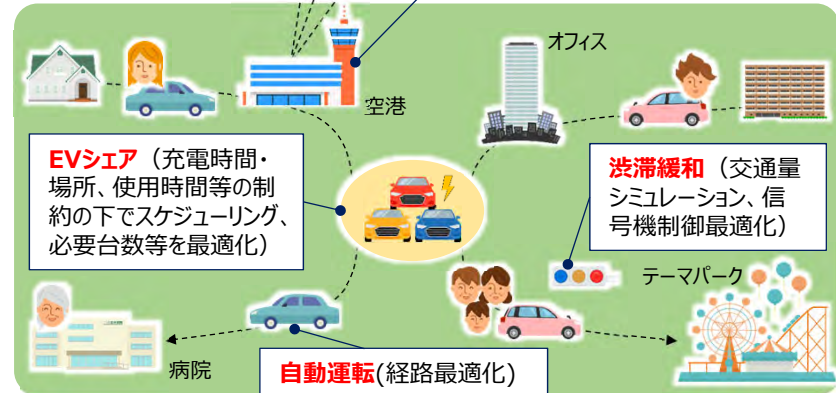 オフィス
空港
EVシェア（充電時間・
場所、使用時間等の制
約の下でスケジューリング、
必要台数等を最適化）
渋滞緩和（交通量
シミュレーション、信
号機制御最適化）
テーマパーク
病院
自動運転(経路最適化)